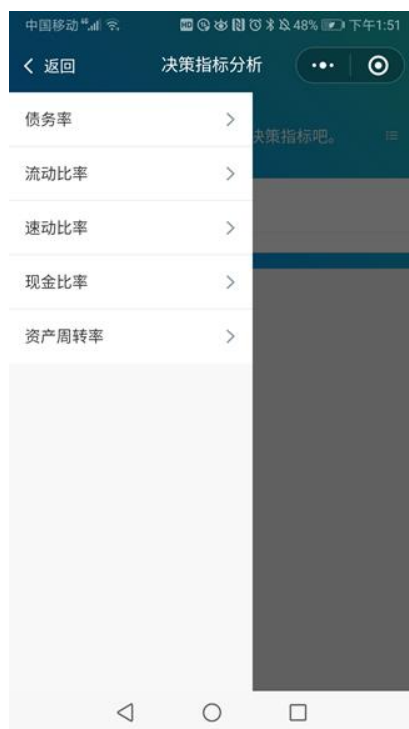 中国移动 48% 下午1:51
返回 决策指标分析
债务率
决策指标吧。
流动比率
速动比率
现金比率
资产周转率